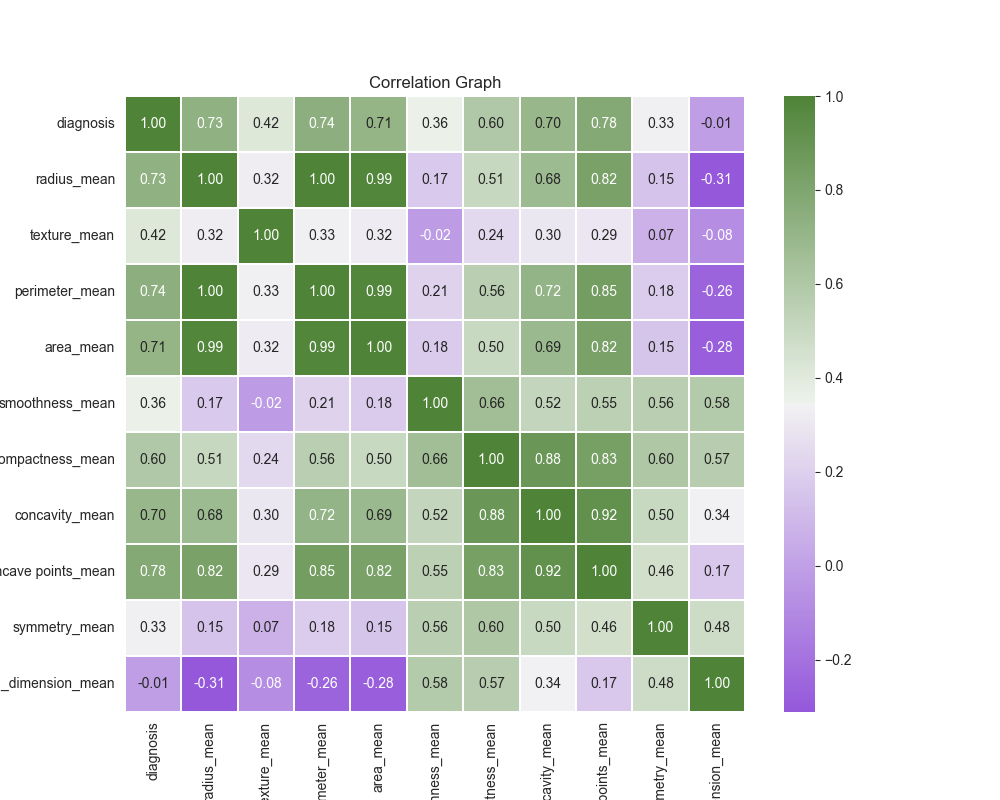 Correlation Graph
diagnosis 1.00 0.73 0.42 0.74 0.71 0.36 0.60 0.70 0.78 0.33 -0.01
radius_mean 0.73 1.00 0.32 1.00 0.99 0.17 0.51 0.68 0.82 0.15 -0.31
texture_mean 0.42 0.32 1.00 0.33 0.32 -0.02 0.24 0.30 0.29 0.07 -0.08
perimeter_mean 0.74 1.00 0.33 1.00 0.99 0.21 0.56 0.72 0.85 0.18 -0.26
area_mean 0.71 0.99 0.32 0.99 1.00 0.18 0.50 0.69 0.82 0.15 -0.28
smoothness_mean 0.36 0.17 -0.02 0.21 0.18 1.00 0.66 0.52 0.55 0.56 0.58
ompactness_mean 0.60 0.51 0.24 0.56 0.50 0.66 1.00 0.88 0.83 0.60 0.57
concavity_mean 0.70 0.68 0.30 0.72 0.69 0.52 0.88 1.00 0.92 0.50 0.34
ncave points_mean 0.78 0.82 0.29 0.85 0.82 0.55 0.83 0.92 1.00 0.46 0.17
symmetry_mean 0.33 0.15 0.07 0.18 0.15 0.56 0.60 0.50 0.46 1.00 0.48
_dimension_mean -0.01 -0.31 -0.08 -0.26 -0.28 0.58 0.57 0.34 0.17 0.48 1.00
diagnosis
radius_mean
exture_mean
meter_mean
area_mean
hness_mean
tness_mean
cavity_mean
points_mean
metry_mean
nsion_mean
1.0
0.8
0.6
0.4
0.2
0.0
−0.2